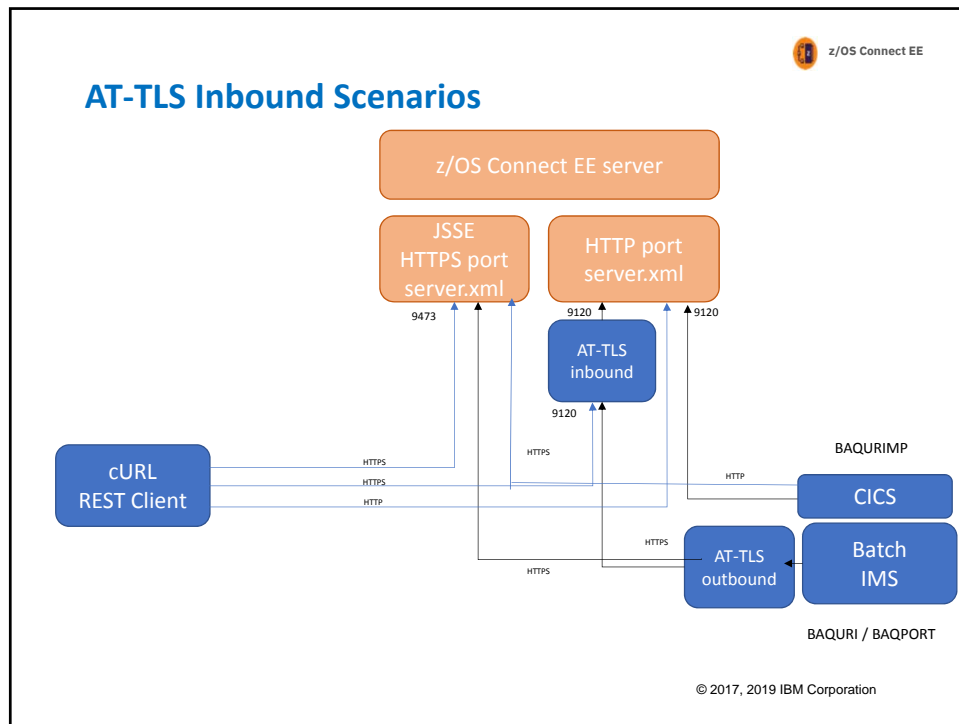 z/OS Connect EE
AT-TLS Inbound Scenarios
z/OS Connect EE server
JSSE
HTTPS port
server.xml
HTTP port
server.xml
9473
9120
9120
AT-TLS
inbound
9120
BAQURIMP
cURL
REST Client
HTTPS
HTTPS
HTTPS
HTTP
HTTP
CICS
HTTPS
HTTPS
AT-TLS
outbound
Batch
IMS
BAQURI / BAQPORT
© 2017, 2019 IBM Corporation